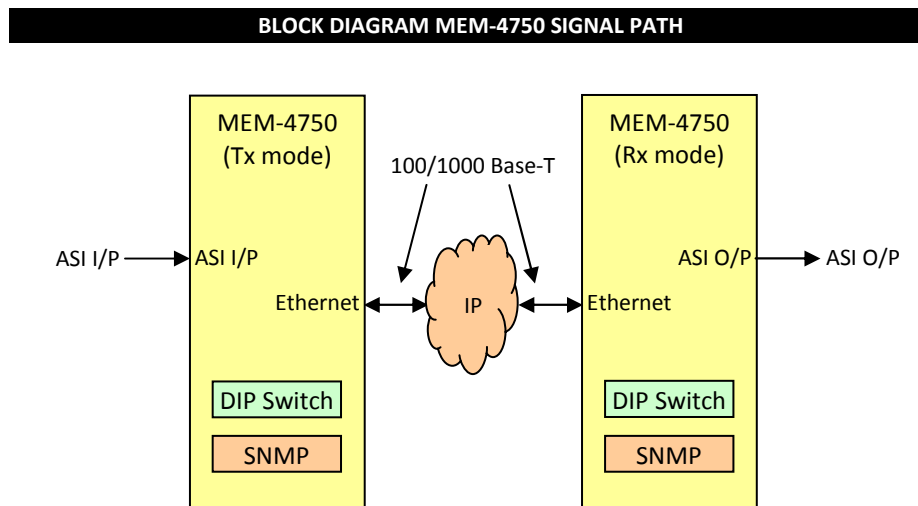 BLOCK DIAGRAM MEM-4750 SIGNAL PATH
MEM-4750
(Tx mode)
MEM-4750
(Rx mode)
100/1000 Base-T
ASI I/P
ASI I/P
ASI O/P
ASI O/P
Ethernet
IP
Ethernet
DIP Switch
DIP Switch
SNMP
SNMP